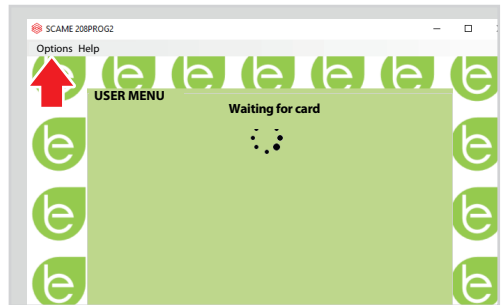 SCAME 208PROG2
Options Help
USER MENU
Waiting for card